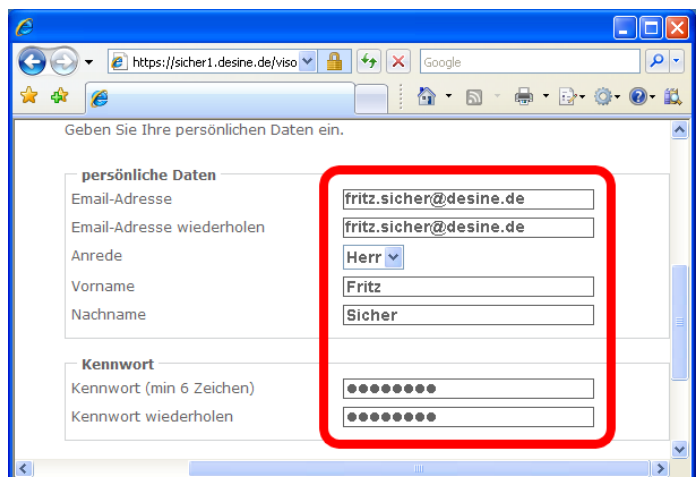 https://sicher1.desine.de/viso
Google
Geben Sie Ihre persönlichen Daten ein.
persönliche Daten
Email-Adresse fritz.sicher@desine.de
Email-Adresse wiederholen fritz.sicher@desine.de
Anrede Herr
Vorname Fritz
Nachname Sicher
Kennwort
Kennwort (min 6 Zeichen) ●●●●●●●●
Kennwort wiederholen ●●●●●●●●